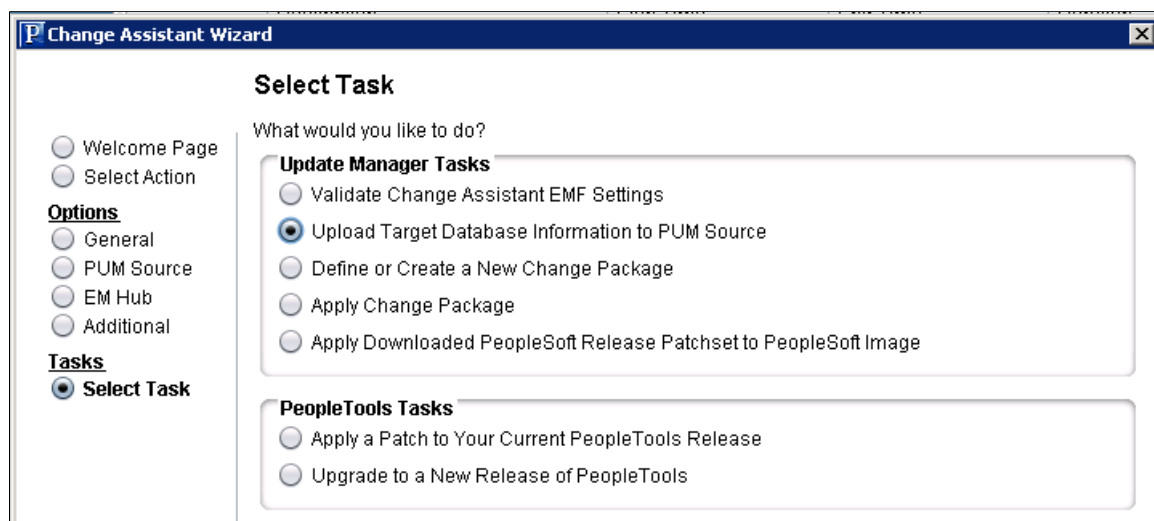 Change Assistant Wizard
Select Task
What would you like to do?
Welcome Page
Select Action
Options
General
PUM Source
EM Hub
Additional
Tasks
Select Task
Update Manager Tasks
Validate Change Assistant EMF Settings
Upload Target Database Information to PUM Source
Define or Create a New Change Package
Apply Change Package
Apply Downloaded PeopleSoft Release Patchset to PeopleSoft Image
PeopleTools Tasks
Apply a Patch to Your Current PeopleTools Release
Upgrade to a New Release of PeopleTools